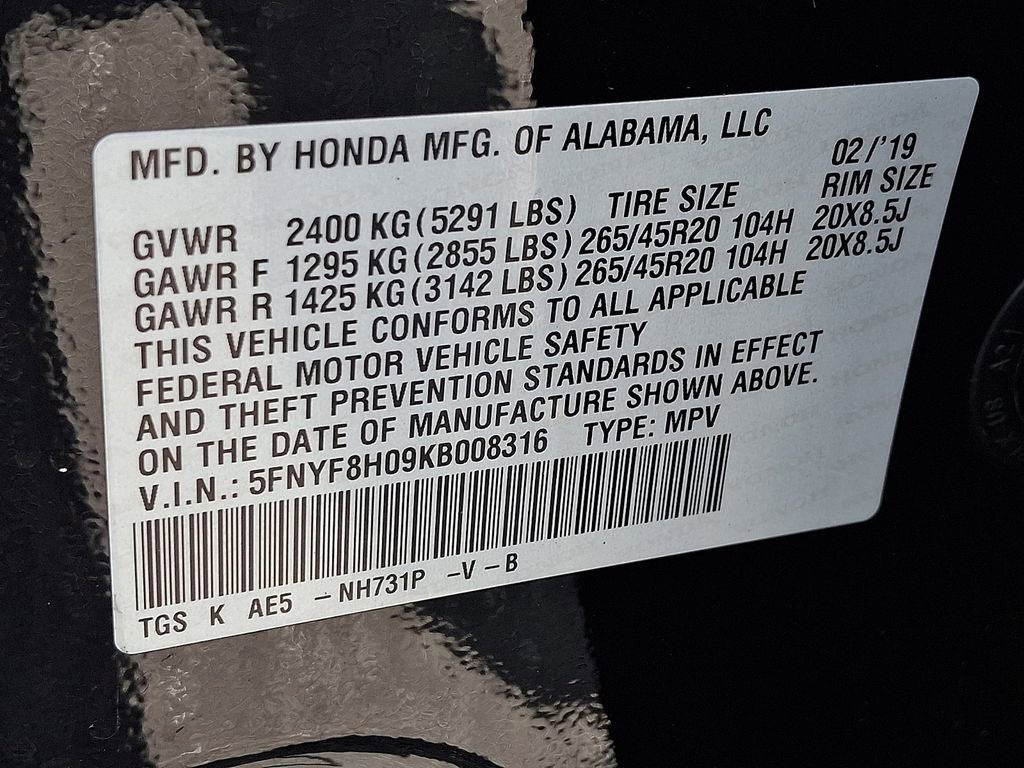 MFD. BY HONDA MFG. OF ALABAMA, LLC
02/'19
GVWR 2400 KG (5291 LBS) TIRE SIZE RIM SIZE
GAWR F 1295 KG (2855 LBS) 265/45R20 104H 20X8.5J
GAWR R 1425 KG (3142 LBS) 265/45R20 104H 20X8.5J
THIS VEHICLE CONFORMS TO ALL APPLICABLE
FEDERAL MOTOR VEHICLE SAFETY
AND THEFT PREVENTION STANDARDS IN EFFECT
ON THE DATE OF MANUFACTURE SHOWN ABOVE.
V.I.N.: 5FNYF8H09KB008316 TYPE: MPV
TGS K AE5 – NH731P –V – B